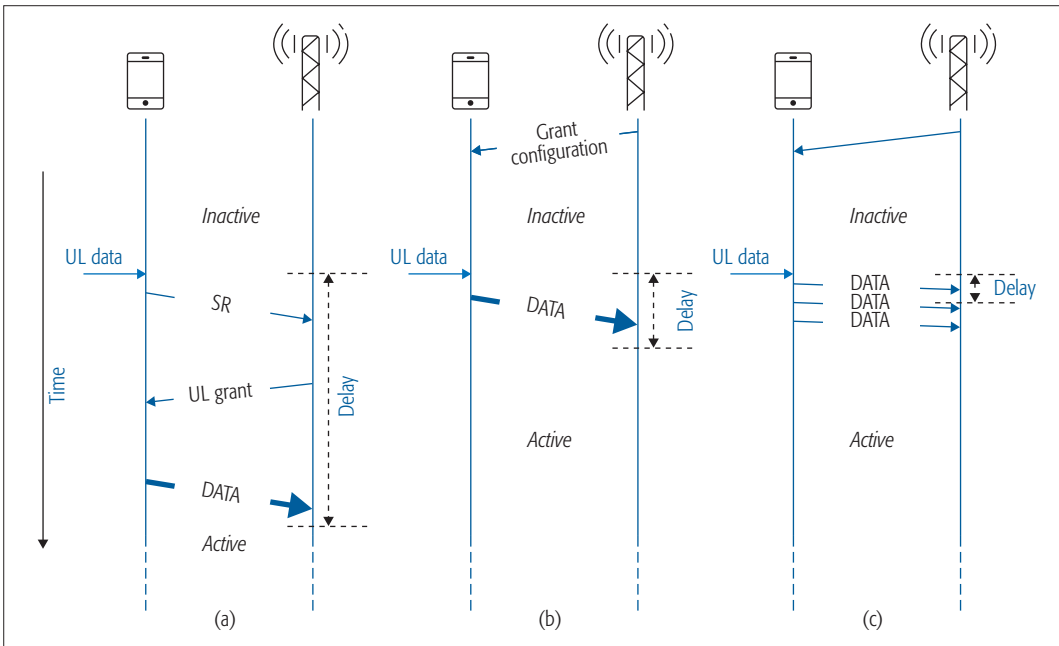 Time
Inactive
UL data
SR
UL grant
Delay
DATA
Active
(a)
Grant
configuration
Inactive
UL data
DATA
Delay
Active
(b)
Inactive
UL data
DATA
DATA
DATA
Delay
Active
(c)